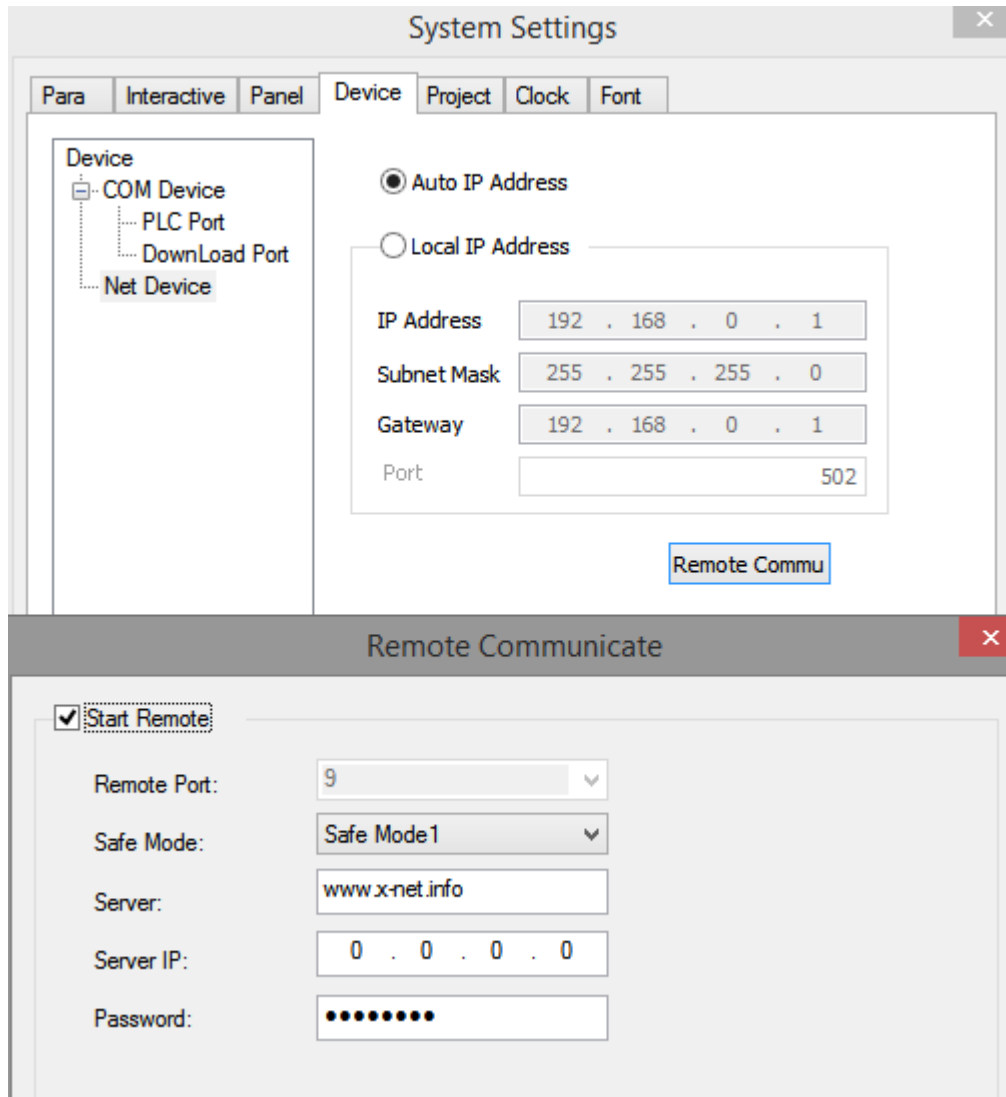 System Settings
Para Interactive Panel Device Project Clock Font
Device
COM Device
PLC Port
DownLoad Port
Net Device
Auto IP Address
Local IP Address
IP Address 192 . 168 . 0 . 1
Subnet Mask 255 . 255 . 255 . 0
Gateway 192 . 168 . 0 . 1
Port 502
Remote Commu
Remote Communicate
Start Remote
Remote Port: 9
Safe Mode: Safe Mode1
Server: www.x-net.info
Server IP: 0 . 0 . 0 . 0
Password: ●●●●●●●●